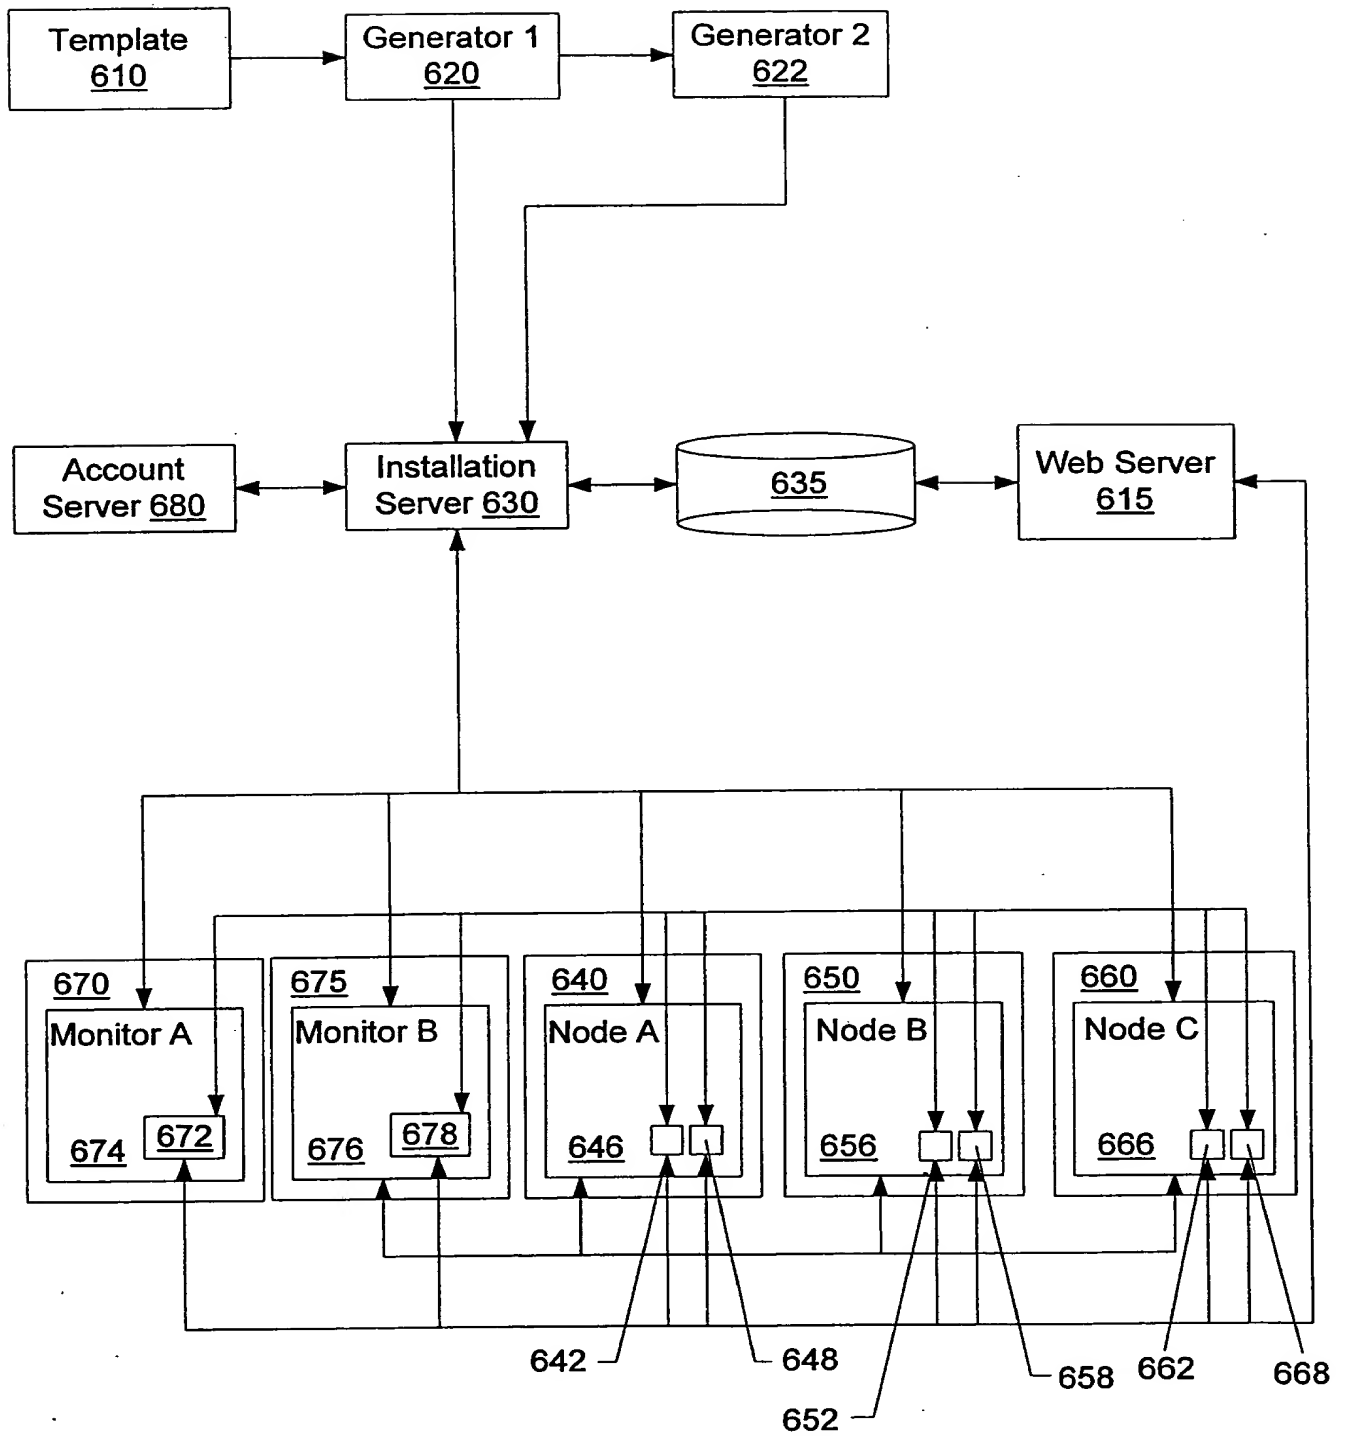 Template
610
Generator 1
620
Generator 2
622
Account
Server 680
Installation
Server 630
635
Web Server
615
670
Monitor A
674
672
675
Monitor B
676
678
640
Node A
646
650
Node B
656
660
Node C
666
642
648
652
658
662
668